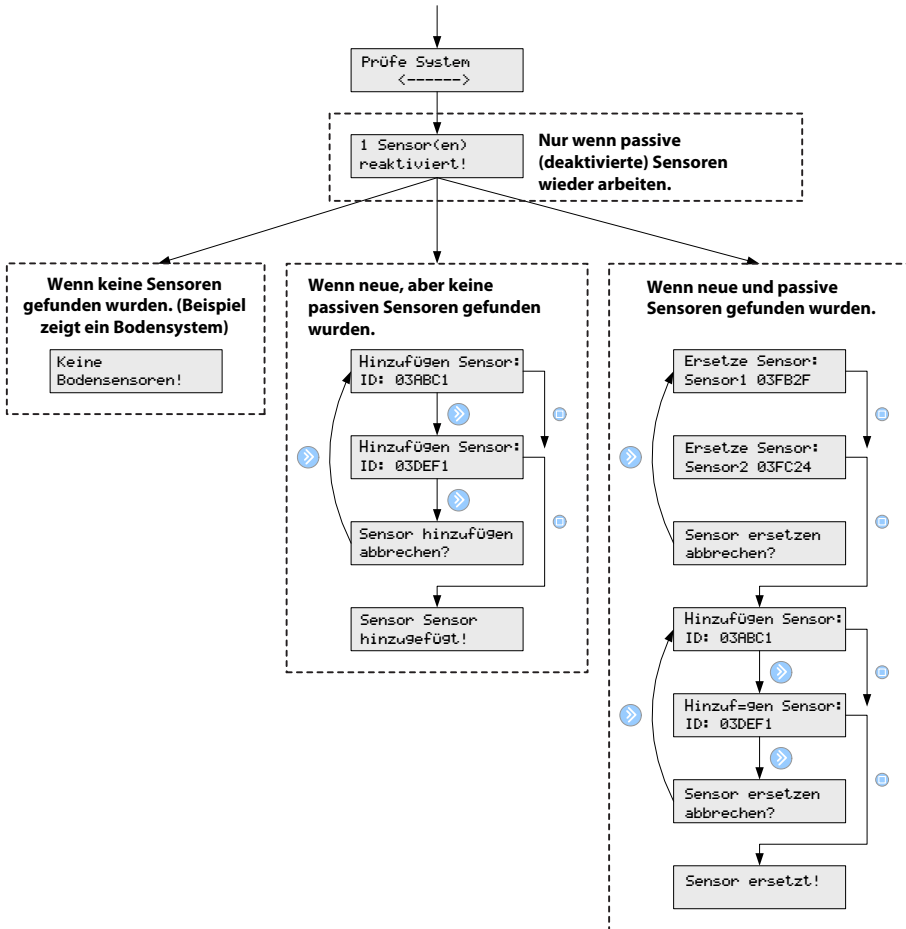 Prüfe System
<------>
1 Sensor(en)
reaktiviert!
Nur wenn passive
(deaktivierte) Sensoren
wieder arbeiten.
Wenn keine Sensoren
gefunden wurden. (Beispiel
zeigt ein Bodensystem)
Keine
Bodensensoren!
Wenn neue, aber keine
passiven Sensoren gefunden
wurden.
Hinzufügen Sensor:
ID: 03ABC1
Hinzufügen Sensor:
ID: 03DEF1
Sensor hinzufügen
abbrechen?
Sensor Sensor
hinzugefügt!
Wenn neue und passive
Sensoren gefunden wurden.
Ersetze Sensor:
Sensor1 03FB2F
Ersetze Sensor:
Sensor2 03FC24
Sensor ersetzen
abbrechen?
Hinzufügen Sensor:
ID: 03ABC1
Hinzuf=gen Sensor:
ID: 03DEF1
Sensor ersetzen
abbrechen?
Sensor ersetzt!